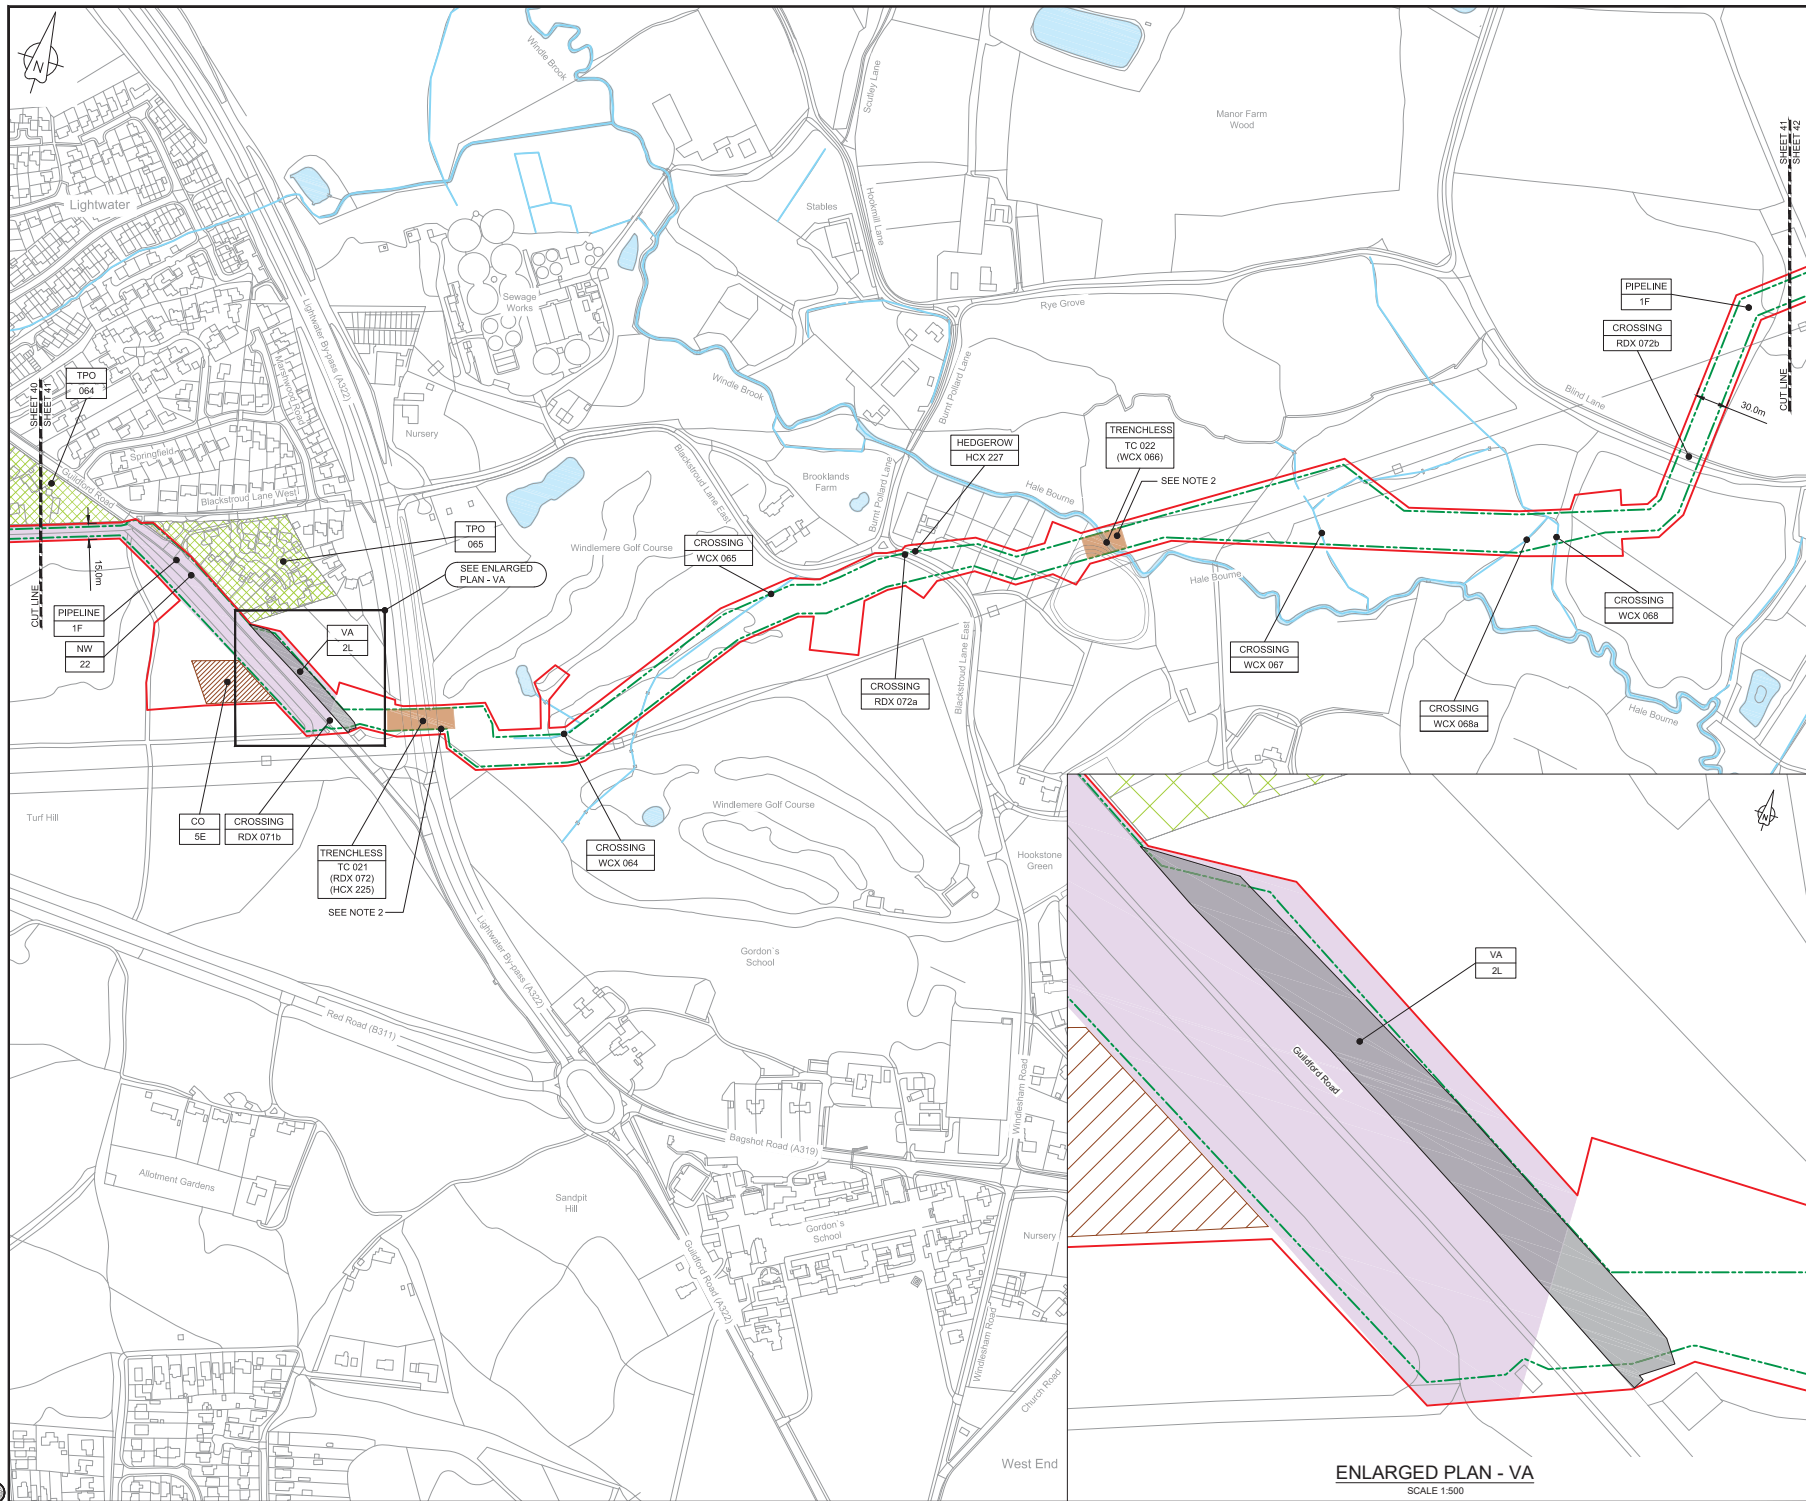 N
Windle Brook
Scutley Lane
Manor Farm
Wood
SHEET 41
SHEET 42
CUT LINE
Lightwater
Stables
Hookmill Lane
Sewage
Works
Lightwater By-pass (A322)
Rye Grove
PIPELINE
1F
CROSSING
RDX 072b
30.0m
Marshwood Road
Windle Brook
Burnt Pollard Lane
Blind Lane
SHEET 40
SHEET 41
CUT LINE
TPO
064
Nursery
Springfield
Guildford Road
Blackstroud Lane West
Blackstroud Lane East
Brooklands
Farm
Burnt Pollard Lane
HEDGEROW
HCX 227
TRENCHLESS
TC 022
(WCX 066)
SEE NOTE 2
Hale Bourne
TPO
065
Windlemere Golf Course
CROSSING
WCX 065
SEE ENLARGED
PLAN - VA
15.0m
PIPELINE
1F
NW
22
VA
2L
Hale Bourne
CROSSING
WCX 067
CROSSING
WCX 068
CROSSING
RDX 072a
Blackstroud Lane East
CROSSING
WCX 068a
Hale Bourne
Turf Hill
CO
5E
CROSSING
RDX 071b
TRENCHLESS
TC 021
(RDX 072)
(HCX 225)
SEE NOTE 2
CROSSING
WCX 064
Windlemere Golf Course
Hookstone
Green
N
Lightwater By-pass (A322)
Gordon's
School
VA
2L
Red Road (B311)
Guildford Road
Windlesham Road
Bagshot Road (A319)
Allotment Gardens
Sandpit
Hill
Gordon's
School
Nursery
Guildford Road (A322)
Windlesham Road
Church Road
West End
ENLARGED PLAN - VA
SCALE 1:500